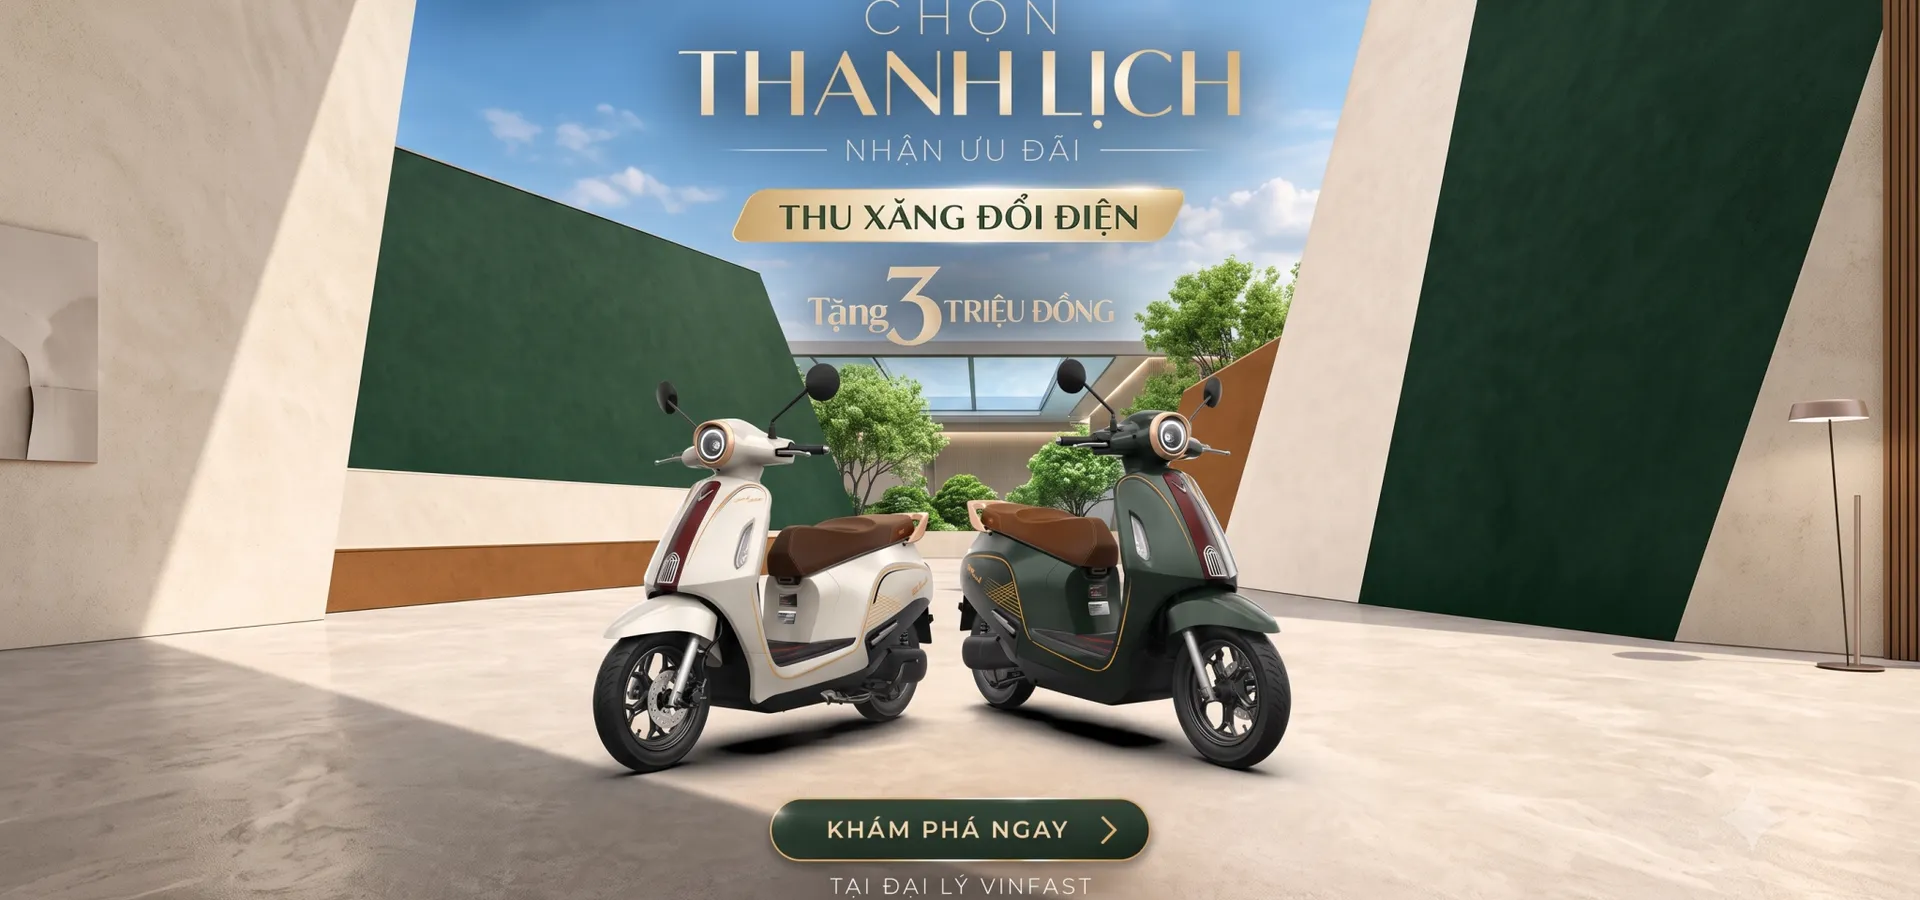 CHỌN
THANH LỊCH
NHẬN ƯU ĐÃI
THU XĂNG ĐỔI ĐIỆN
Tặng 3 TRIỆU ĐỒNG
KHÁM PHÁ NGAY
TẠI ĐẠI LÝ VINFAST